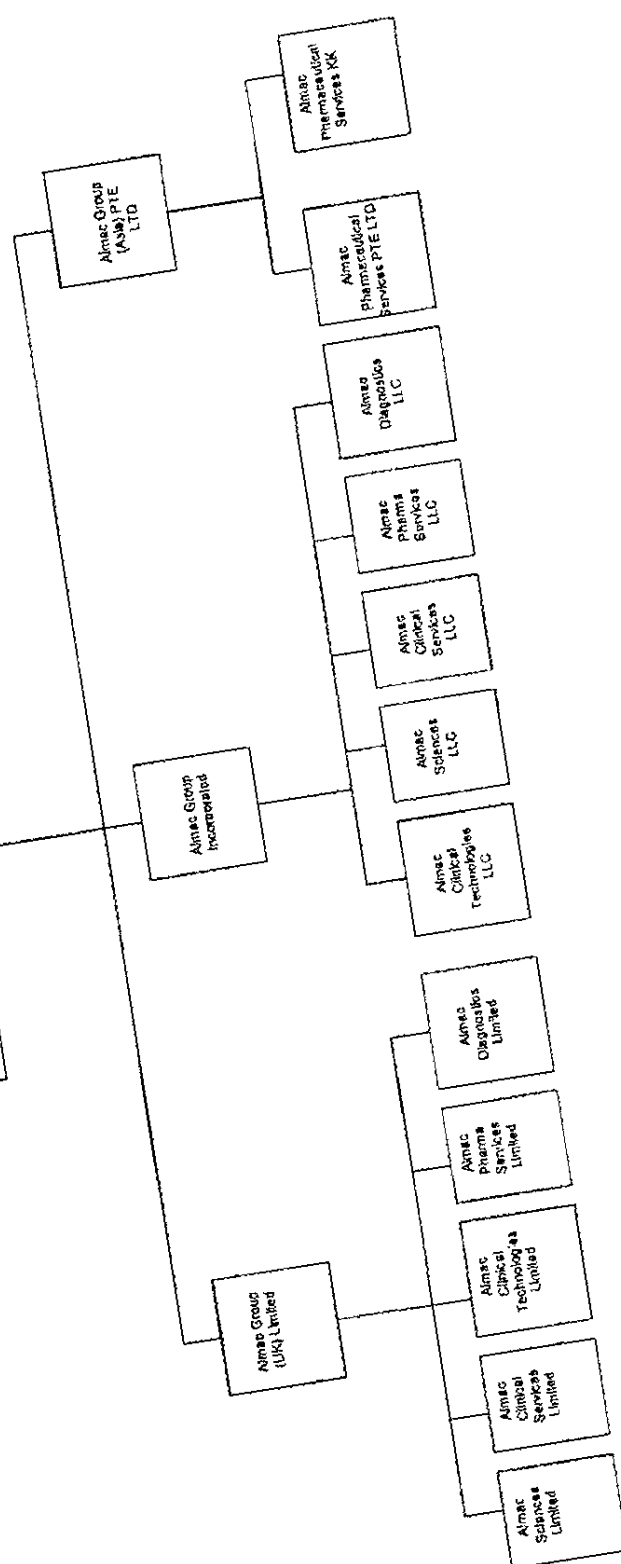 Almac Group
(UK) Limited
Almac Group
Incorporated
Almac Group
(Asia) PTE
LTD
Almac
Sciences
Limited
Almac
Clinical
Services
Limited
Almac
Clinical
Technologies
Limited
Almac
Pharma
Services
Limited
Almac
Diagnostics
Limited
Almac
Clinical
Technologies
LLC
Almac
Sciences
LLC
Almac
Clinical
Services
LLC
Almac
Pharma
Services
LLC
Almac
Diagnostics
LLC
Almac
Pharmaceutical
Services PTE LTD
Almac
Pharmaceutical
Services KK